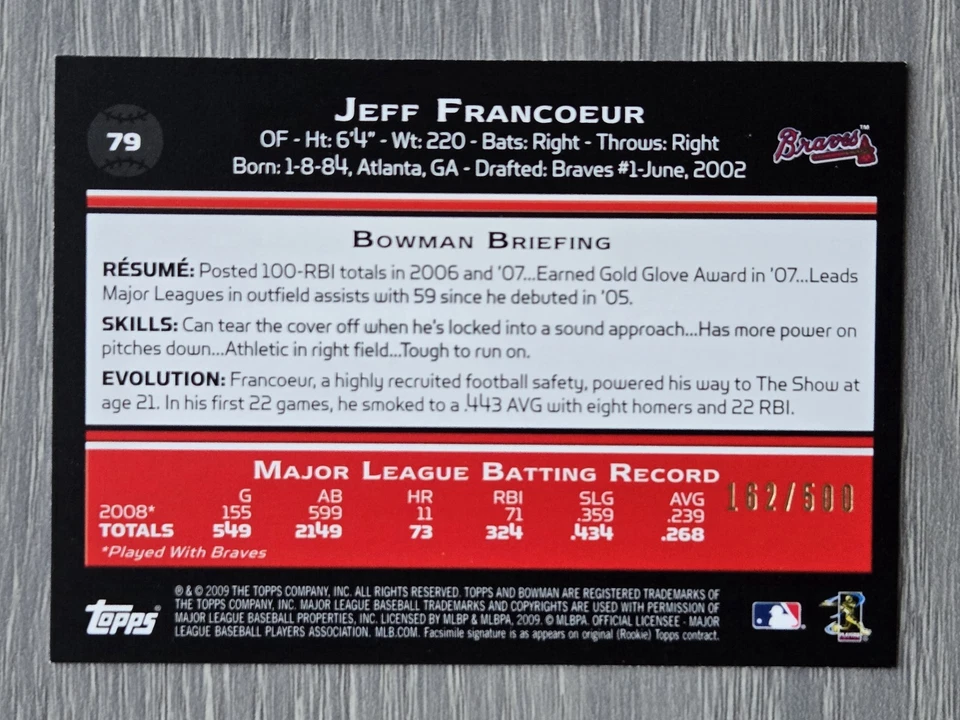 79
JEFF FRANCOEUR
OF - Ht: 6'4" - Wt: 220 - Bats: Right - Throws: Right
Born: 1-8-84, Atlanta, GA - Drafted: Braves #1-June, 2002
Braves™
BOWMAN BRIEFING
RÉSUMÉ: Posted 100-RBI totals in 2006 and '07...Earned Gold Glove Award in '07...Leads
Major Leagues in outfield assists with 59 since he debuted in '05.
SKILLS: Can tear the cover off when he's locked into a sound approach...Has more power on
pitches down...Athletic in right field...Tough to run on.
EVOLUTION: Francoeur, a highly recruited football safety, powered his way to The Show at
age 21. In his first 22 games, he smoked to a .443 AVG with eight homers and 22 RBI.
MAJOR LEAGUE BATTING RECORD
G AB HR RBI SLG AVG
2008* 155 599 11 71 .359 .239
TOTALS 549 2149 73 324 .434 .268
*Played With Braves
162/500
topps®
® & © 2009 THE TOPPS COMPANY, INC. ALL RIGHTS RESERVED. TOPPS AND BOWMAN ARE REGISTERED TRADEMARKS OF
THE TOPPS COMPANY, INC. MAJOR LEAGUE BASEBALL TRADEMARKS AND COPYRIGHTS ARE USED WITH PERMISSION OF
MAJOR LEAGUE BASEBALL PROPERTIES, INC. LICENSED BY MLBP & MLBPA, 2009. © MLBPA. OFFICIAL LICENSEE - MAJOR
LEAGUE BASEBALL PLAYERS ASSOCIATION. MLB.COM. Facsimile signature is as appears on original (Rookie) Topps contract.